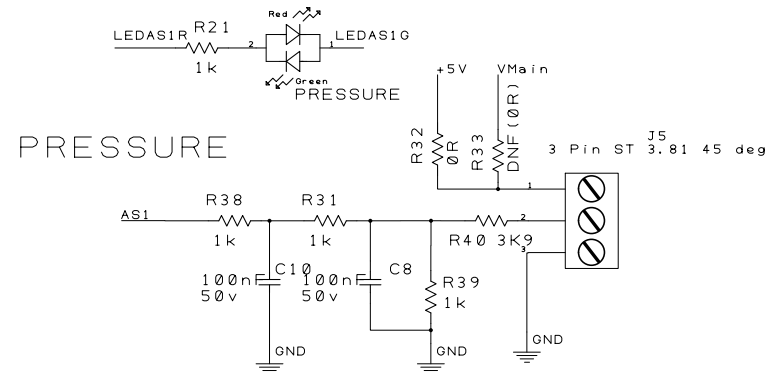 Red
LEDAS1R
R21
1k
2
1
LEDAS1G
Green
PRESSURE
PRESSURE
+5V
VMain
R32
0R
R33
DNF(0R)
J5
3 Pin ST 3.81 45 deg
1
2
3
AS1
R38
1k
R31
1k
R40 3K9
100nF
50v
C10
100nF
50v
C8
R39
1k
GND
GND
GND